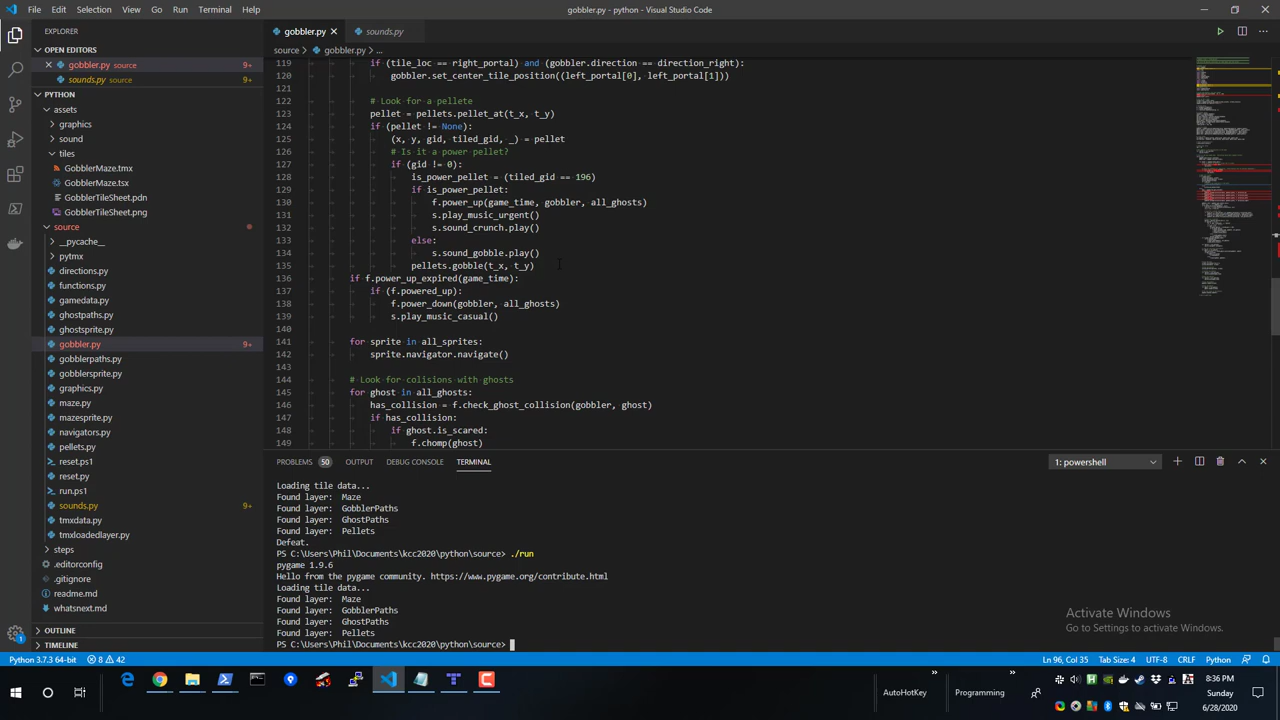 File Edit Selection View Go Run Terminal Help
gobbler.py - python - Visual Studio Code
EXPLORER
gobbler.py
sounds.py
OPEN EDITORS
source > gobbler.py > ...
gobbler.py source 9+
sounds.py source 9+
PYTHON
assets
graphics
sound
tiles
GobblerMaze.tmx
GobblerMaze.tsx
GobblerTileSheet.pdn
GobblerTileSheet.png
source
__pycache__
pytmx
directions.py
functions.py
gamedata.py
ghostpaths.py
ghostsprite.py
gobbler.py 9+
gobblerpaths.py
gobblersprite.py
graphics.py
maze.py
mazesprite.py
navigators.py
pellets.py
reset.ps1
reset.py
run.ps1
sounds.py 9+
tmxdata.py
tmxloadedlayer.py
steps
.editorconfig
.gitignore
readme.md
whatsnext.md
OUTLINE
TIMELINE
119 if (tile_loc == right_portal) and (gobbler.direction == direction_right):
120 gobbler.set_center_tile_position((left_portal[0], left_portal[1]))
121
122 # Look for a pellete
123 pellet = pellets.pellet_at(t_x, t_y)
124 if (pellet != None):
125 (x, y, gid, tiled_gid, _) = pellet
126 # Is it a power pellet?
127 if (gid != 0):
128 is_power_pellet = (tiled_gid == 196)
129 if is_power_pellet:
130 f.power_up(game_time, gobbler, all_ghosts)
131 s.play_music_urgent()
132 s.sound_crunch.play()
133 else:
134 s.sound_gobble.play()
135 pellets.gobble(t_x, t_y)
136 if f.power_up_expired(game_time):
137 if (f.powered_up):
138 f.power_down(gobbler, all_ghosts)
139 s.play_music_casual()
140
141 for sprite in all_sprites:
142 sprite.navigator.navigate()
143
144 # Look for colisions with ghosts
145 for ghost in all_ghosts:
146 has_collision = f.check_ghost_collision(gobbler, ghost)
147 if has_collision:
148 if ghost.is_scared:
149 f.chomp(ghost)
PROBLEMS 50 OUTPUT DEBUG CONSOLE TERMINAL
1: powershell
Loading tile data...
Found layer: Maze
Found layer: GobblerPaths
Found layer: GhostPaths
Found layer: Pellets
Defeat.
PS C:\Users\Phil\Documents\kcc2020\python\source> ./run
pygame 1.9.6
Hello from the pygame community. https://www.pygame.org/contribute.html
Loading tile data...
Found layer: Maze
Found layer: GobblerPaths
Found layer: GhostPaths
Found layer: Pellets
PS C:\Users\Phil\Documents\kcc2020\python\source>
Activate Windows
Go to Settings to activate Windows.
Python 3.7.3 64-bit 8 42
Ln 96, Col 35 Tab Size: 4 UTF-8 CRLF Python
AutoHotKey
Programming
8:36 PM
Sunday
6/28/2020